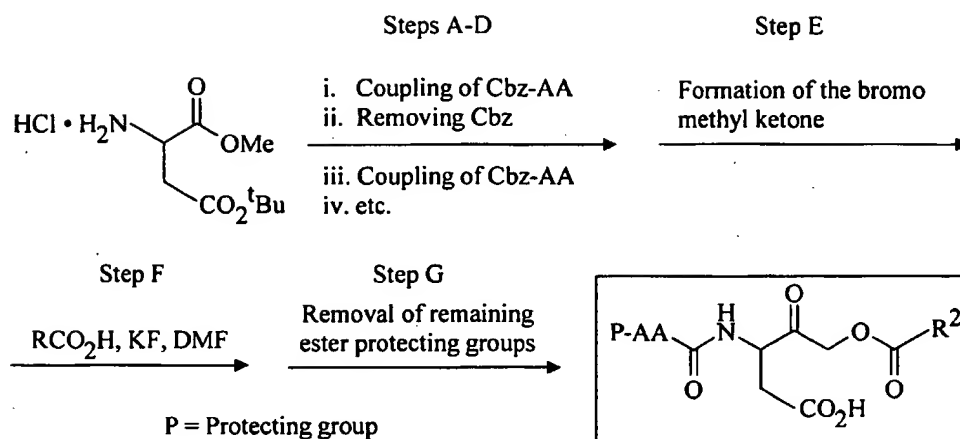 Steps A-D
Step E
i. Coupling of Cbz-AA
ii. Removing Cbz
iii. Coupling of Cbz-AA
iv. etc.
Formation of the bromo
methyl ketone
HCl • H2N
O
OMe
CO2tBu
Step F
RCO2H, KF, DMF
Step G
Removal of remaining
ester protecting groups
P-AA
O
H
N
O
O
R2
O
CO2H
P = Protecting group